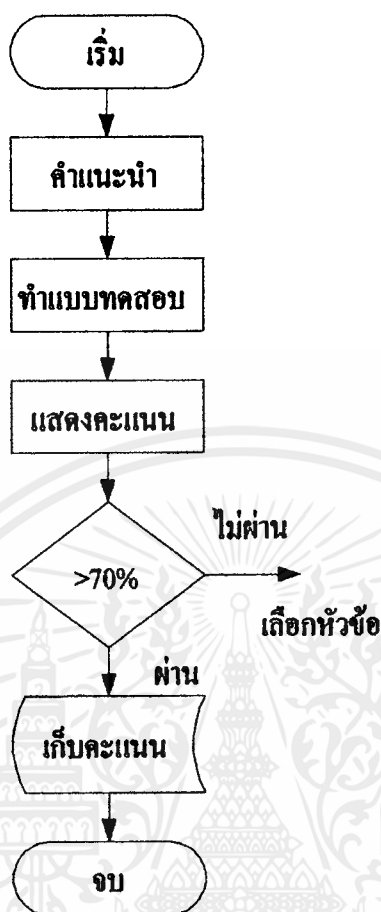 เริ่ม
คำแนะนำ
ทำแบบทดสอบ
แสดงคะแนน
ไม่ผ่าน
>70%
เลือกหัวข้อ
ผ่าน
เก็บคะแนน
จบ